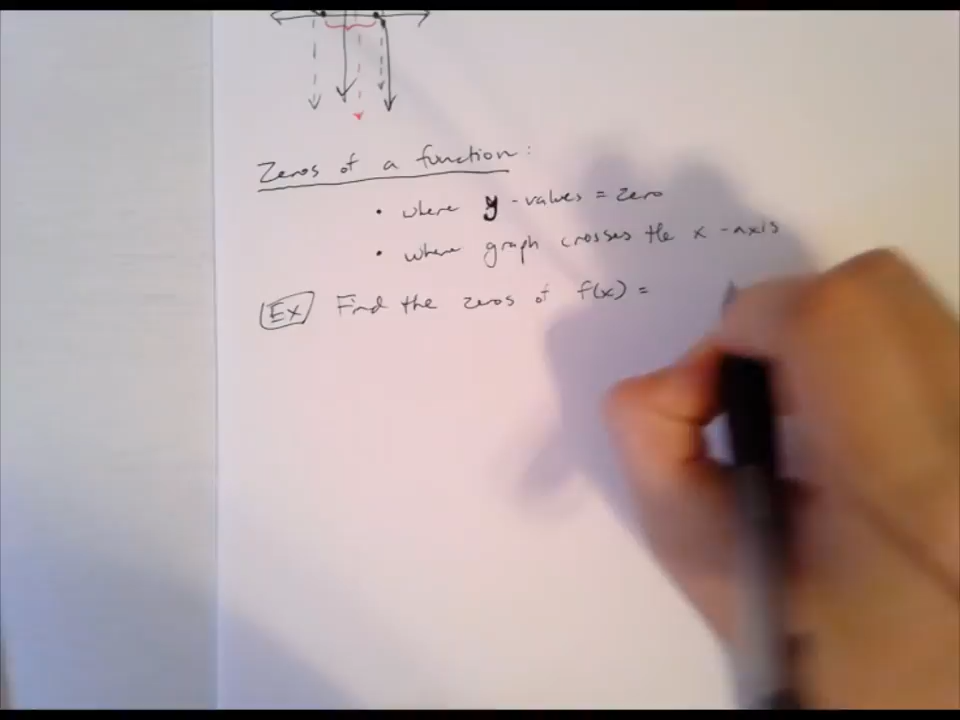 Zeros of a function:
• where y-values = zero
• where graph crosses the x-axis
Ex Find the zeros of f(x) =